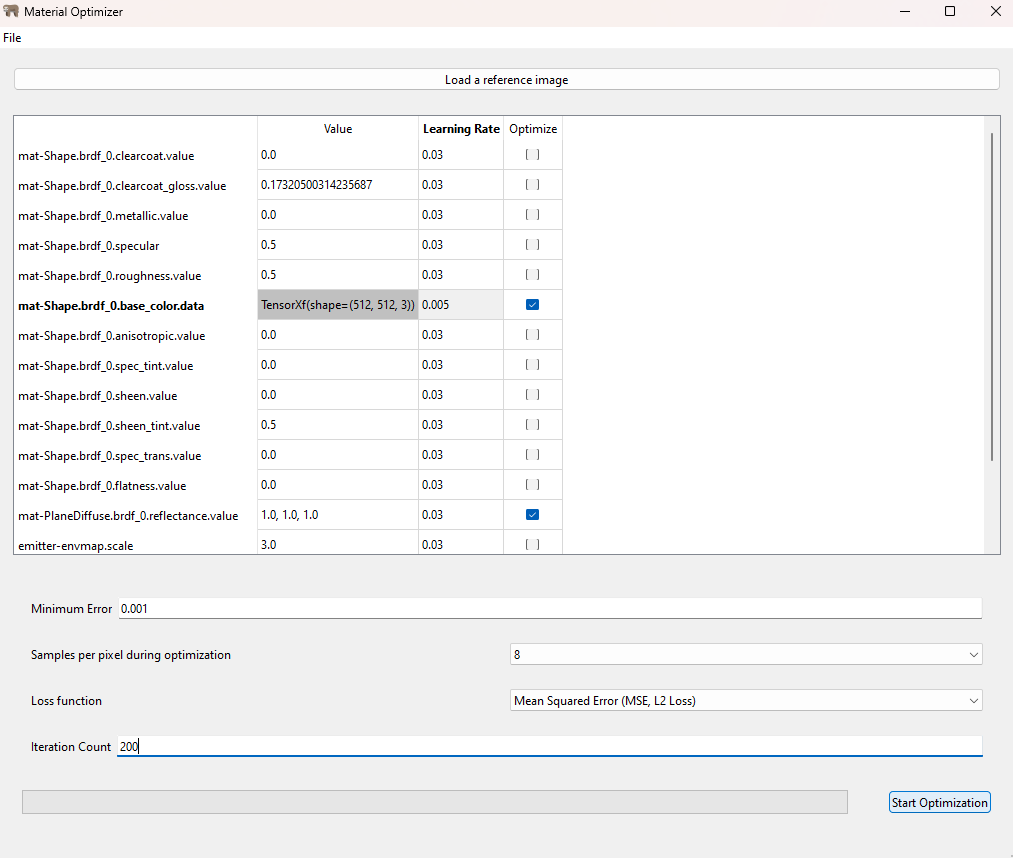 Material Optimizer
File
Load a reference image
Value Learning Rate Optimize
mat-Shape.brdf_0.clearcoat.value 0.0 0.03
mat-Shape.brdf_0.clearcoat_gloss.value 0.17320500314235687 0.03
mat-Shape.brdf_0.metallic.value 0.0 0.03
mat-Shape.brdf_0.specular 0.5 0.03
mat-Shape.brdf_0.roughness.value 0.5 0.03
mat-Shape.brdf_0.base_color.data TensorXf(shape=(512, 512, 3)) 0.005
mat-Shape.brdf_0.anisotropic.value 0.0 0.03
mat-Shape.brdf_0.spec_tint.value 0.0 0.03
mat-Shape.brdf_0.sheen.value 0.0 0.03
mat-Shape.brdf_0.sheen_tint.value 0.5 0.03
mat-Shape.brdf_0.spec_trans.value 0.0 0.03
mat-Shape.brdf_0.flatness.value 0.0 0.03
mat-PlaneDiffuse.brdf_0.reflectance.value 1.0, 1.0, 1.0 0.03
emitter-envmap.scale 3.0 0.03
Minimum Error 0.001
Samples per pixel during optimization 8
Loss function Mean Squared Error (MSE, L2 Loss)
Iteration Count 200
Start Optimization